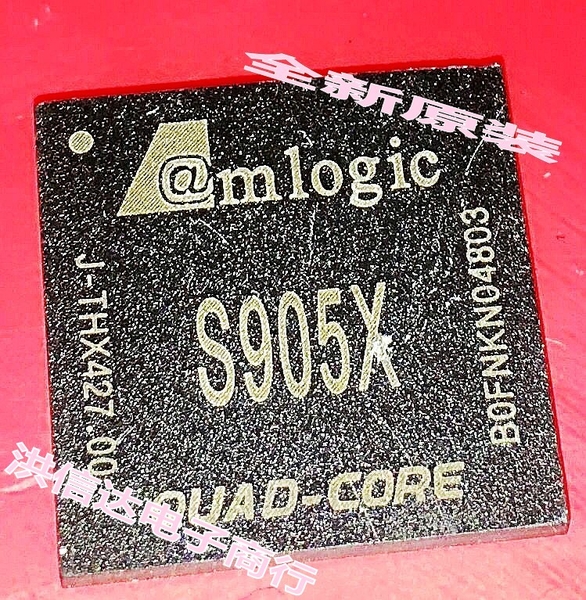 全新原装
@mlogic
J-THX427.00
S905X
B0FNKN04803
QUAD-CORE
洪信达电子商行